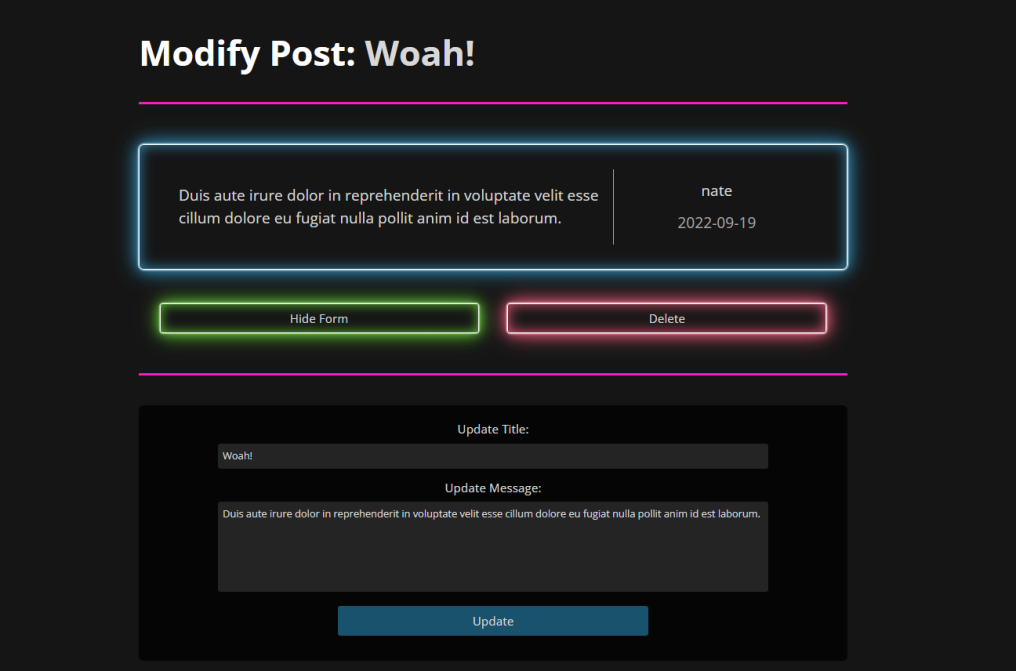 Modify Post: Woah!
Duis aute irure dolor in reprehenderit in voluptate velit esse
cillum dolore eu fugiat nulla pollit anim id est laborum.
nate
2022-09-19
Hide Form
Delete
Update Title:
Woah!
Update Message:
Duis aute irure dolor in reprehenderit in voluptate velit esse cillum dolore eu fugiat nulla pollit anim id est laborum.
Update